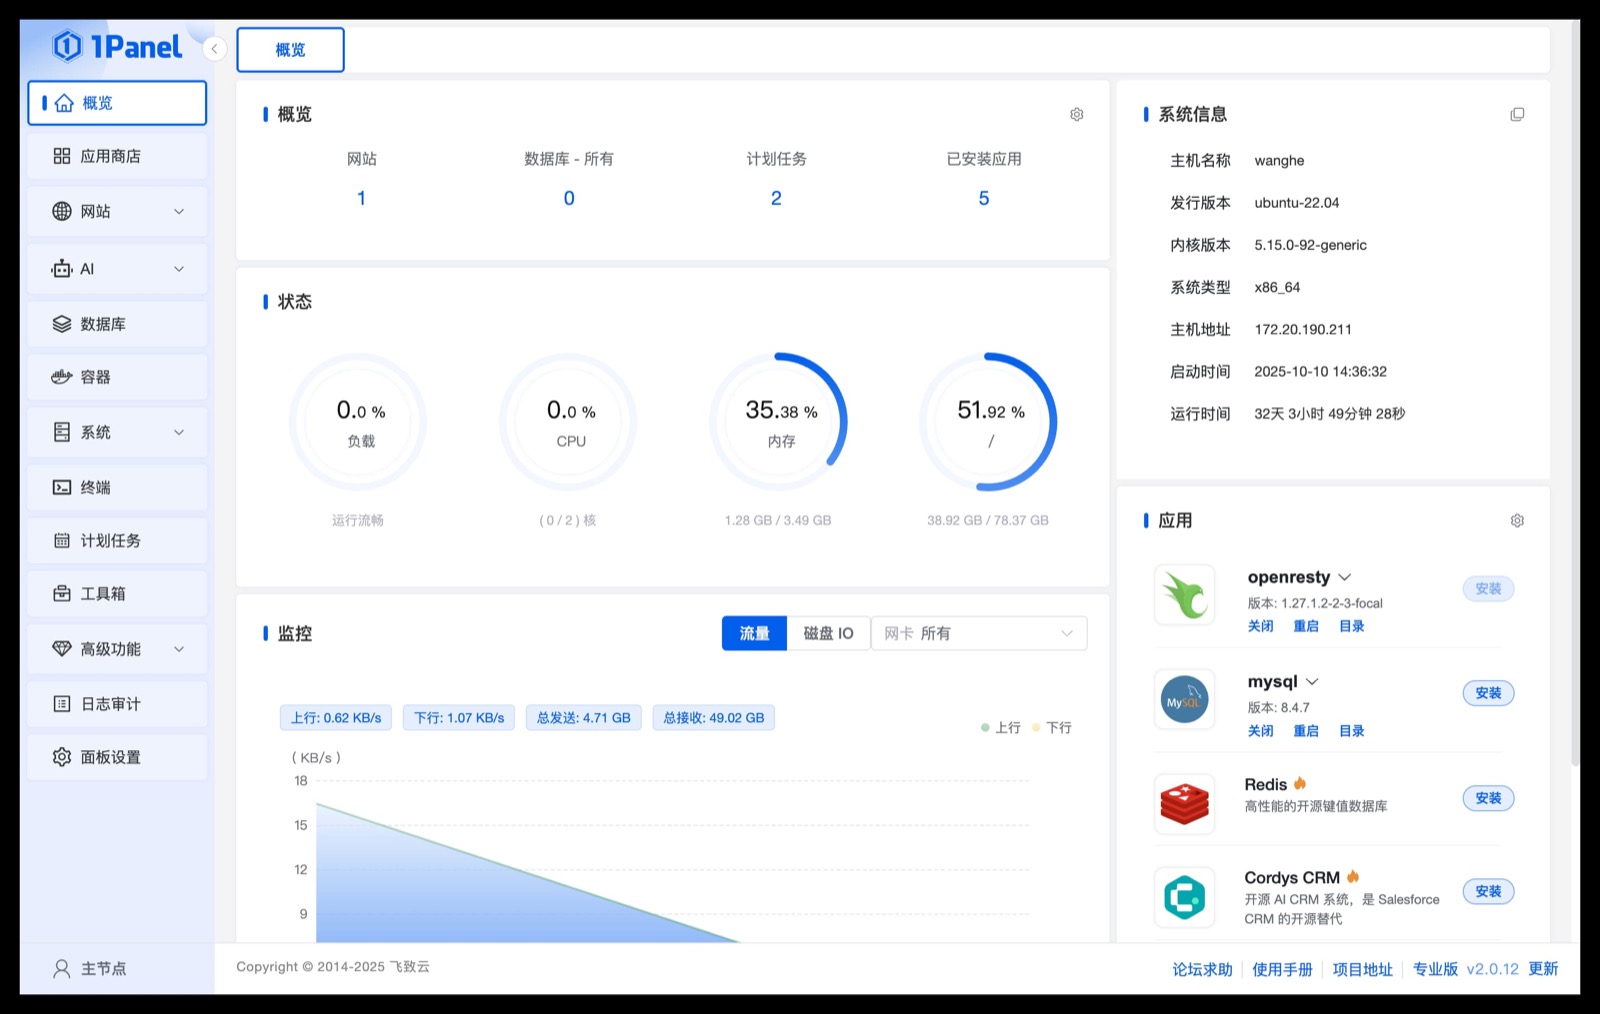 1Panel
概览
概览
应用商店
网站
AI
数据库
容器
系统
终端
计划任务
工具箱
高级功能
日志审计
面板设置
主节点
概览
网站
数据库 - 所有
计划任务
已安装应用
1
0
2
5
状态
0.0 %
负载
运行流畅
0.0 %
CPU
( 0 / 2 ) 核
35.38 %
内存
1.28 GB / 3.49 GB
51.92 %
/
38.92 GB / 78.37 GB
监控
流量
磁盘 IO
网卡 所有
上行: 0.62 KB/s
下行: 1.07 KB/s
总发送: 4.71 GB
总接收: 49.02 GB
上行
下行
( KB/s )
18
15
12
9
系统信息
主机名称 wanghe
发行版本 ubuntu-22.04
内核版本 5.15.0-92-generic
系统类型 x86_64
主机地址 172.20.190.211
启动时间 2025-10-10 14:36:32
运行时间 32天 3小时 49分钟 28秒
应用
openresty
版本: 1.27.1.2-2-3-focal
关闭 重启 目录
安装
mysql
版本: 8.4.7
关闭 重启 目录
安装
MySQL
Redis
高性能的开源键值数据库
安装
Cordys CRM
开源 AI CRM 系统，是 Salesforce
CRM 的开源替代
安装
Copyright © 2014-2025 飞致云
论坛求助 使用手册 项目地址 专业版 v2.0.12 更新